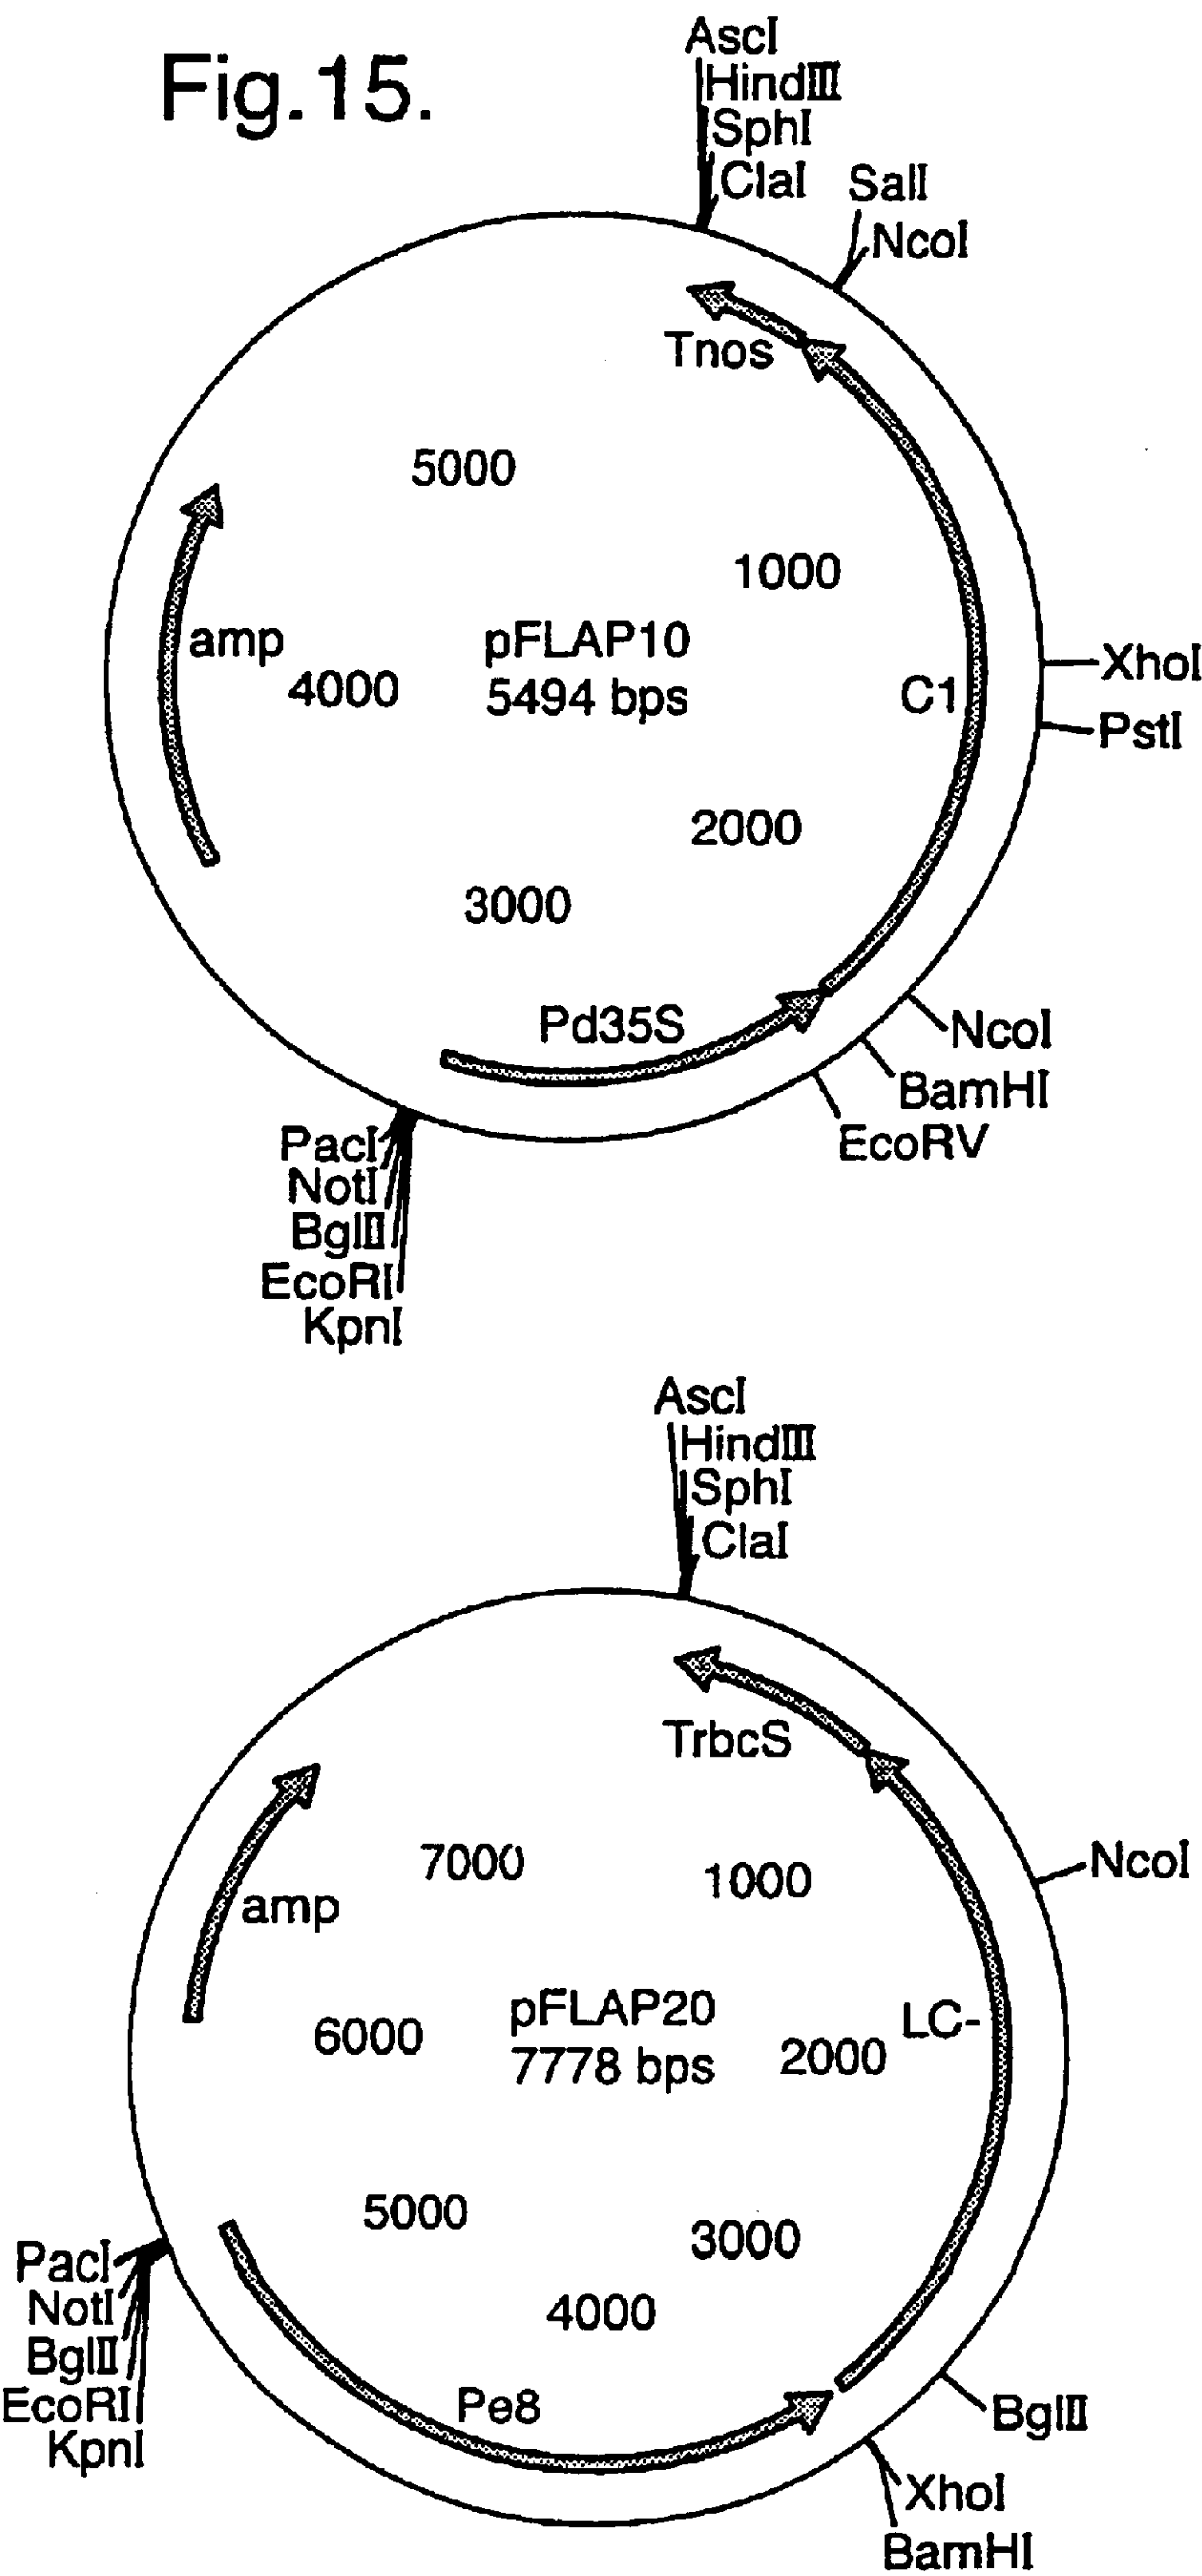 Fig.15.
AscI
HindIII
SphI
ClaI
SalI
NcoI
Tnos
5000
1000
amp
4000
pFLAP10
5494 bps
C1
XhoI
PstI
2000
3000
Pd35S
NcoI
BamHI
EcoRV
PacI
NotI
BglII
EcoRI
KpnI
AscI
HindIII
SphI
ClaI
TrbcS
NcoI
7000
1000
amp
6000
pFLAP20
7778 bps
LC-
2000
5000
3000
4000
PacI
NotI
BglII
EcoRI
KpnI
Pe8
BglII
XhoI
BamHI